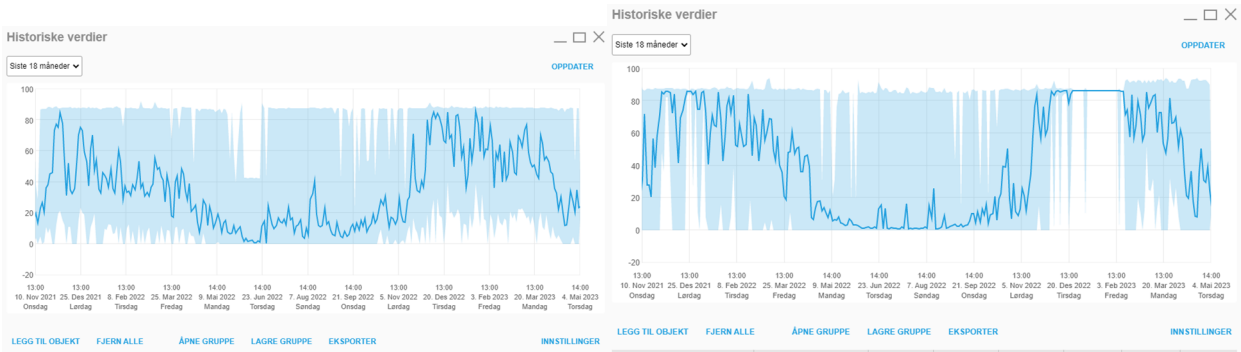 Historiske verdier
Siste 18 måneder
OPPDATER
100
80
60
40
20
0
-20
13:00 13:00 13:00 13:00 14:00 14:00 14:00 14:00 13:00 13:00 13:00 13:00 14:00
10. Nov 2021 25. Des 2021 8. Feb 2022 25. Mar 2022 9. Mai 2022 23. Jun 2022 7. Aug 2022 21. Sep 2022 5. Nov 2022 20. Des 2022 3. Feb 2023 20. Mar 2023 4. Mai 2023
Onsdag Lørdag Tirsdag Fredag Mandag Torsdag Søndag Onsdag Lørdag Tirsdag Fredag Mandag Torsdag
LEGG TIL OBJEKT FJERN ALLE ÅPNE GRUPPE LAGRE GRUPPE EKSPORTER INNSTILLINGER
Historiske verdier
Siste 18 måneder
OPPDATER
100
80
60
40
20
0
-20
13:00 13:00 13:00 13:00 14:00 14:00 14:00 14:00 13:00 13:00 13:00 13:00 14:00
10. Nov 2021 25. Des 2021 8. Feb 2022 25. Mar 2022 9. Mai 2022 23. Jun 2022 7. Aug 2022 21. Sep 2022 5. Nov 2022 20. Des 2022 3. Feb 2023 20. Mar 2023 4. Mai 2023
Onsdag Lørdag Tirsdag Fredag Mandag Torsdag Søndag Onsdag Lørdag Tirsdag Fredag Mandag Torsdag
LEGG TIL OBJEKT FJERN ALLE ÅPNE GRUPPE LAGRE GRUPPE EKSPORTER INNSTILLINGER